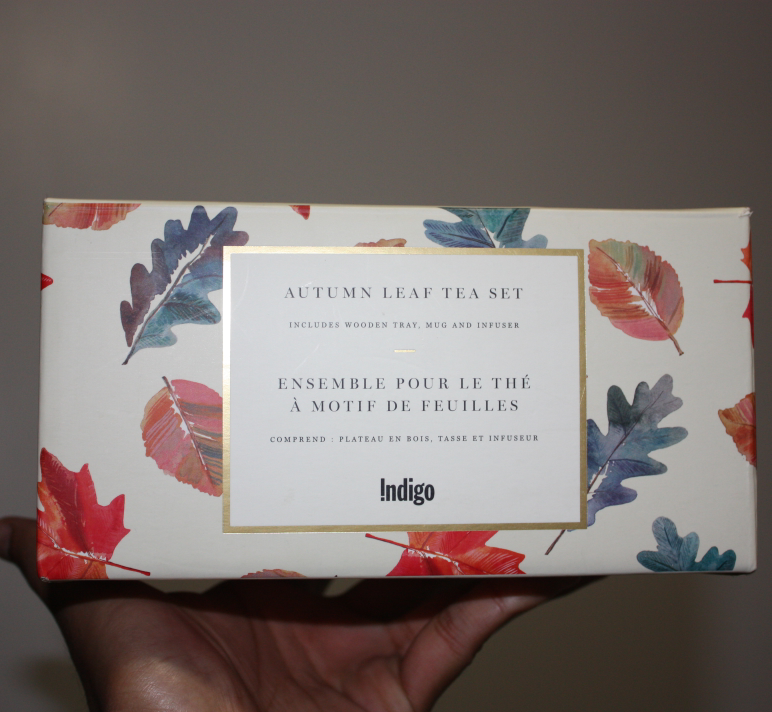 AUTUMN LEAF TEA SET
INCLUDES WOODEN TRAY, MUG AND INFUSER
ENSEMBLE POUR LE THÉ
À MOTIF DE FEUILLES
COMPREND : PLATEAU EN BOIS, TASSE ET INFUSEUR
!ndigo